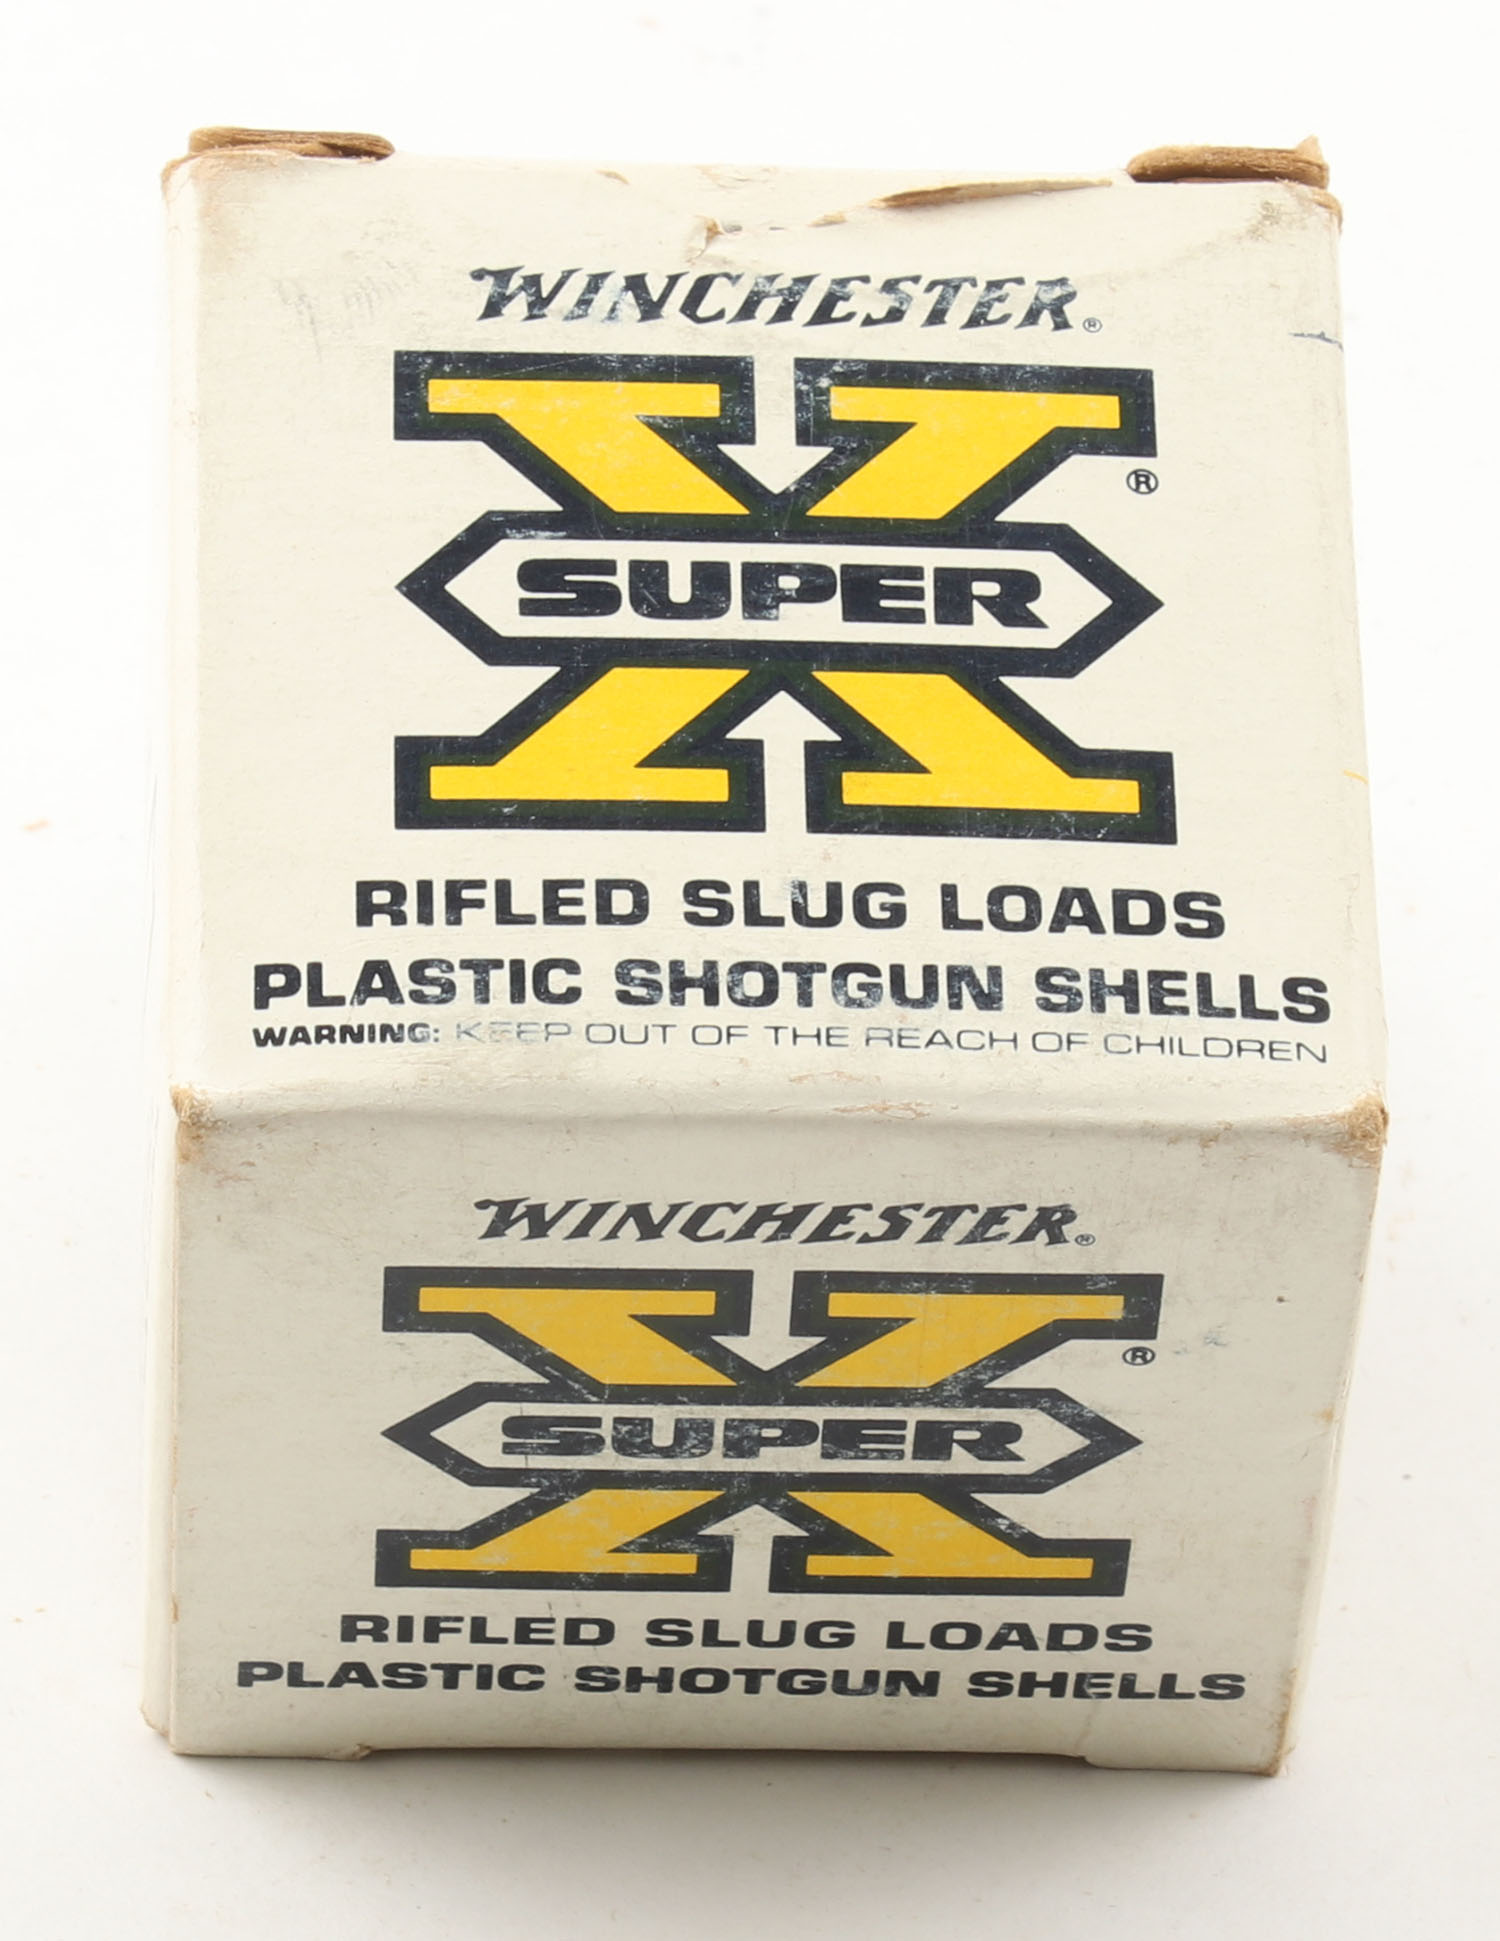 WINCHESTER®
X ®
SUPER
RIFLED SLUG LOADS
PLASTIC SHOTGUN SHELLS
WARNING: KEEP OUT OF THE REACH OF CHILDREN
WINCHESTER®
X ®
SUPER
RIFLED SLUG LOADS
PLASTIC SHOTGUN SHELLS